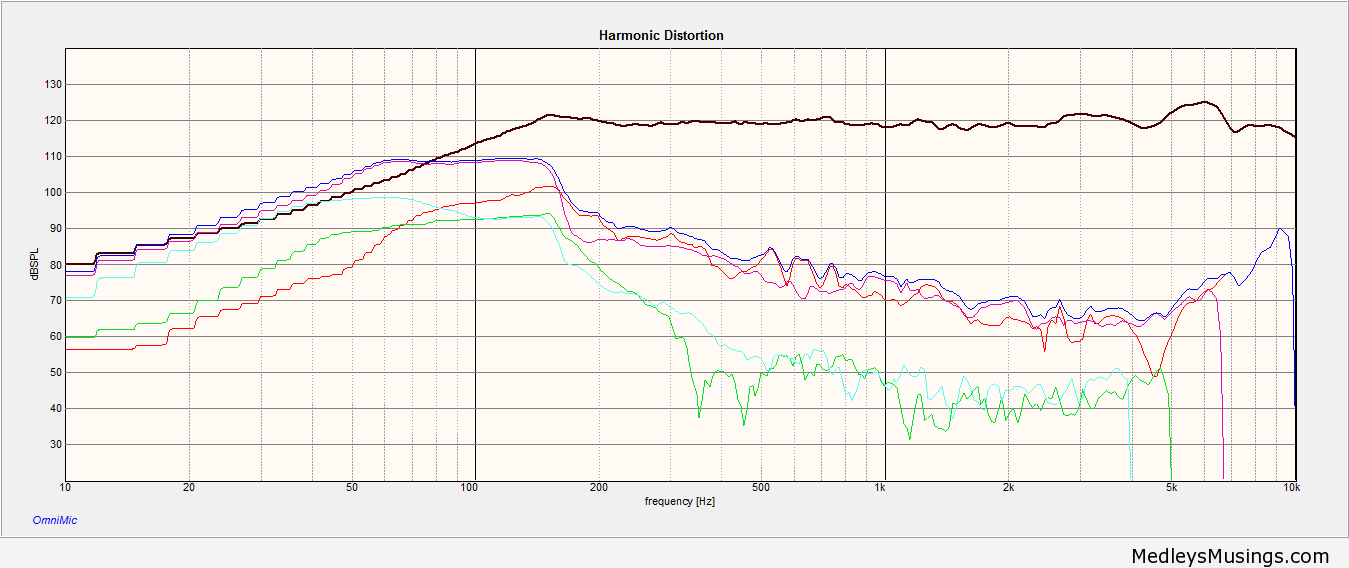 Harmonic Distortion
130
120
110
100
90
80
70
60
50
40
30
dBSPL
10 20 50 100 200 500 1k 2k 5k 10k
frequency [Hz]
OmniMic
MedleysMusings.com